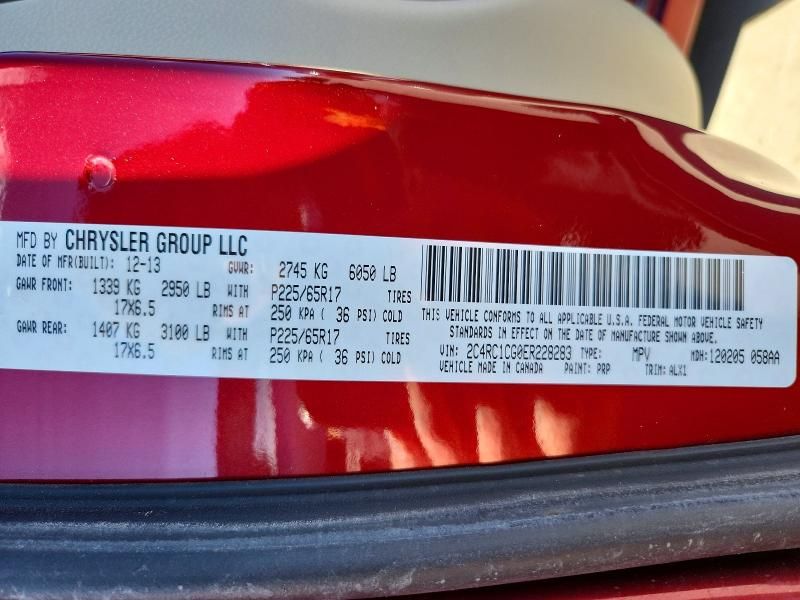 MFD BY CHRYSLER GROUP LLC
DATE OF MFR(BUILT): 12-13 GVWR: 2745 KG 6050 LB
GAWR FRONT: 1339 KG 2950 LB WITH P225/65R17 TIRES
17X6.5 RIMS AT 250 KPA ( 36 PSI) COLD
GAWR REAR: 1407 KG 3100 LB WITH P225/65R17 TIRES
17X6.5 RIMS AT 250 KPA ( 36 PSI) COLD
THIS VEHICLE CONFORMS TO ALL APPLICABLE U.S.A. FEDERAL MOTOR VEHICLE SAFETY
STANDARDS IN EFFECT ON THE DATE OF MANUFACTURE SHOWN ABOVE.
VIN: 2C4RC1CG0ER228283 TYPE: MPV MDH: 120205 058AA
VEHICLE MADE IN CANADA PAINT: PRP TRIM: ALX1